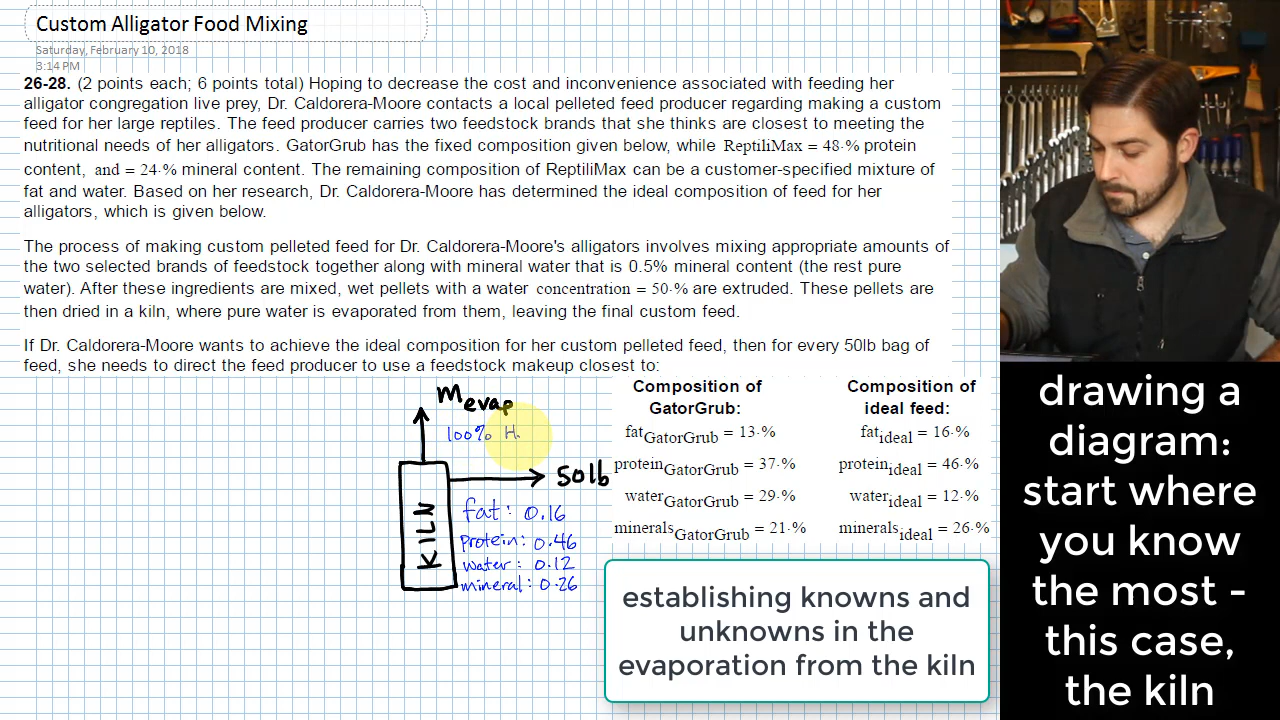 Custom Alligator Food Mixing
Saturday, February 10, 2018
3:14 PM
26-28. (2 points each; 6 points total) Hoping to decrease the cost and inconvenience associated with feeding her
alligator congregation live prey, Dr. Caldorera-Moore contacts a local pelleted feed producer regarding making a custom
feed for her large reptiles. The feed producer carries two feedstock brands that she thinks are closest to meeting the
nutritional needs of her alligators. GatorGrub has the fixed composition given below, while ReptiliMax = 48·% protein
content, and = 24·% mineral content. The remaining composition of ReptiliMax can be a customer-specified mixture of
fat and water. Based on her research, Dr. Caldorera-Moore has determined the ideal composition of feed for her
alligators, which is given below.
The process of making custom pelleted feed for Dr. Caldorera-Moore's alligators involves mixing appropriate amounts of
the two selected brands of feedstock together along with mineral water that is 0.5% mineral content (the rest pure
water). After these ingredients are mixed, wet pellets with a water concentration = 50·% are extruded. These pellets are
then dried in a kiln, where pure water is evaporated from them, leaving the final custom feed.
If Dr. Caldorera-Moore wants to achieve the ideal composition for her custom pelleted feed, then for every 50lb bag of
feed, she needs to direct the feed producer to use a feedstock makeup closest to:
Mevap
100% H
KILN
50lb
fat: 0.16
protein: 0.46
water: 0.12
mineral: 0.26
Composition of
GatorGrub:
fatGatorGrub = 13·%
proteinGatorGrub = 37·%
waterGatorGrub = 29·%
mineralsGatorGrub = 21·%
Composition of
ideal feed:
fatideal = 16·%
proteinideal = 46·%
waterideal = 12·%
mineralsideal = 26·%
establishing knowns and
unknowns in the
evaporation from the kiln
drawing a
diagram:
start where
you know
the most -
this case,
the kiln